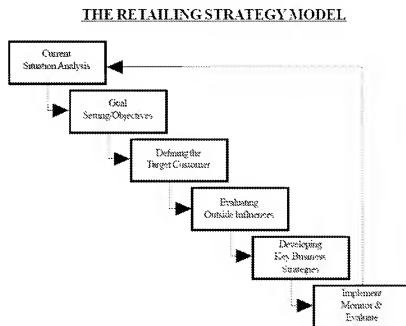 THE RETAILING STRATEGY MODEL
Current
Situation Analysis
Goal
Setting/Objectives
Defining the
Target Customer
Evaluating
Outside Influences
Developing
Key Business
Strategies
Implement
Monitor &
Evaluate